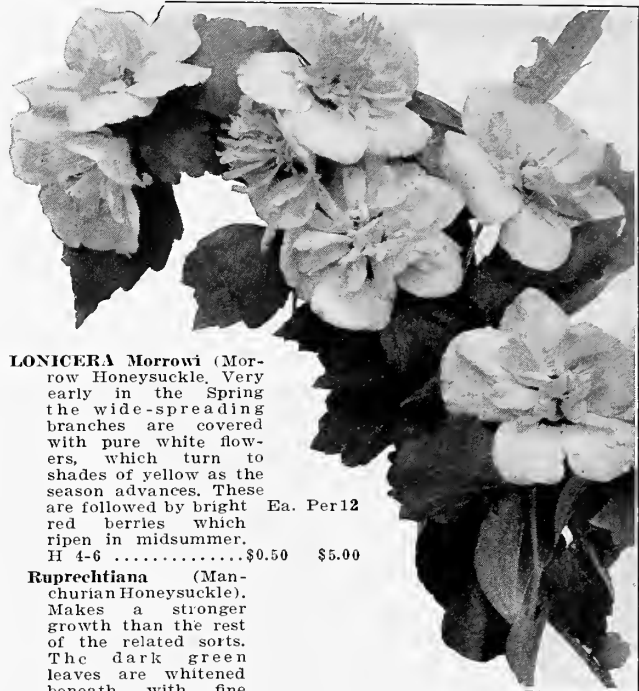 LONICERA Morrowi (Mor-
row Honeysuckle. Very
early in the Spring
the wide-spreading
branches are covered
with pure white flow-
ers, which turn to
shades of yellow as the
season advances. These
are followed by bright Ea. Per 12
red berries which
ripen in midsummer.
H 4-6 ..............$0.50 $5.00
Ruprechtiana (Man-
churian Honeysuckle).
Makes a stronger
growth than the rest
of the related sorts.
The dark green
leaves are whitened
beneath with fine